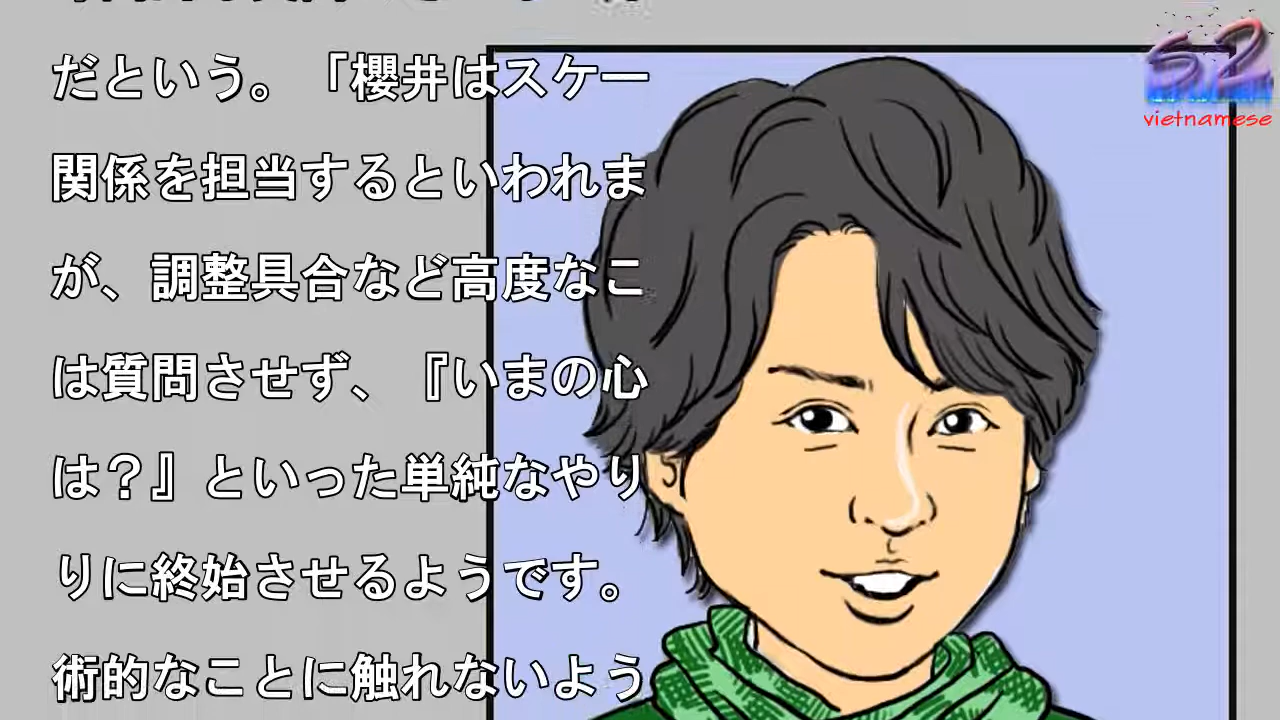 だという。「櫻井はスケー
関係を担当するといわれま
が、調整具合など高度なこ
は質問させず、『いまの心
は？』といった単純なやり
りに終始させるようです。
術的なことに触れないよう
S2
vietnamese